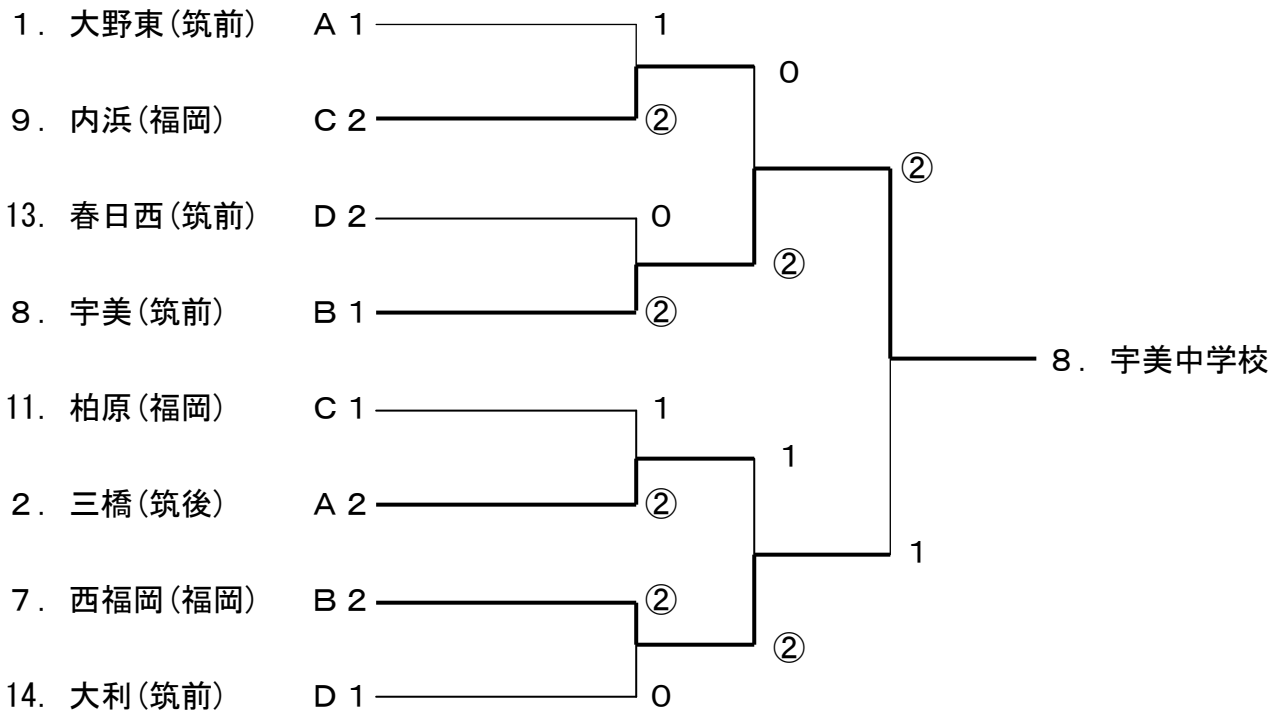 １． 大野東(筑前) Ａ１ １
０
９． 内浜(福岡) Ｃ２ ②
②
13． 春日西(筑前) Ｄ２ ０
②
８． 宇美(筑前) Ｂ１ ②
８． 宇美中学校
11． 柏原(福岡) Ｃ１ １
１
２． 三橋(筑後) Ａ２ ②
１
７． 西福岡(福岡) Ｂ２ ②
②
14． 大利(筑前) Ｄ１ ０